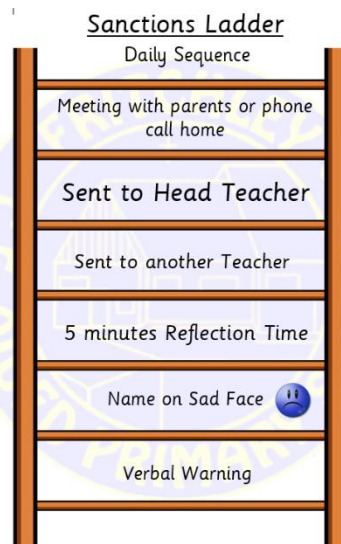 Sanctions Ladder
Daily Sequence
Meeting with parents or phone
call home
Sent to Head Teacher
Sent to another Teacher
5 minutes Reflection Time
Name on Sad Face
Verbal Warning